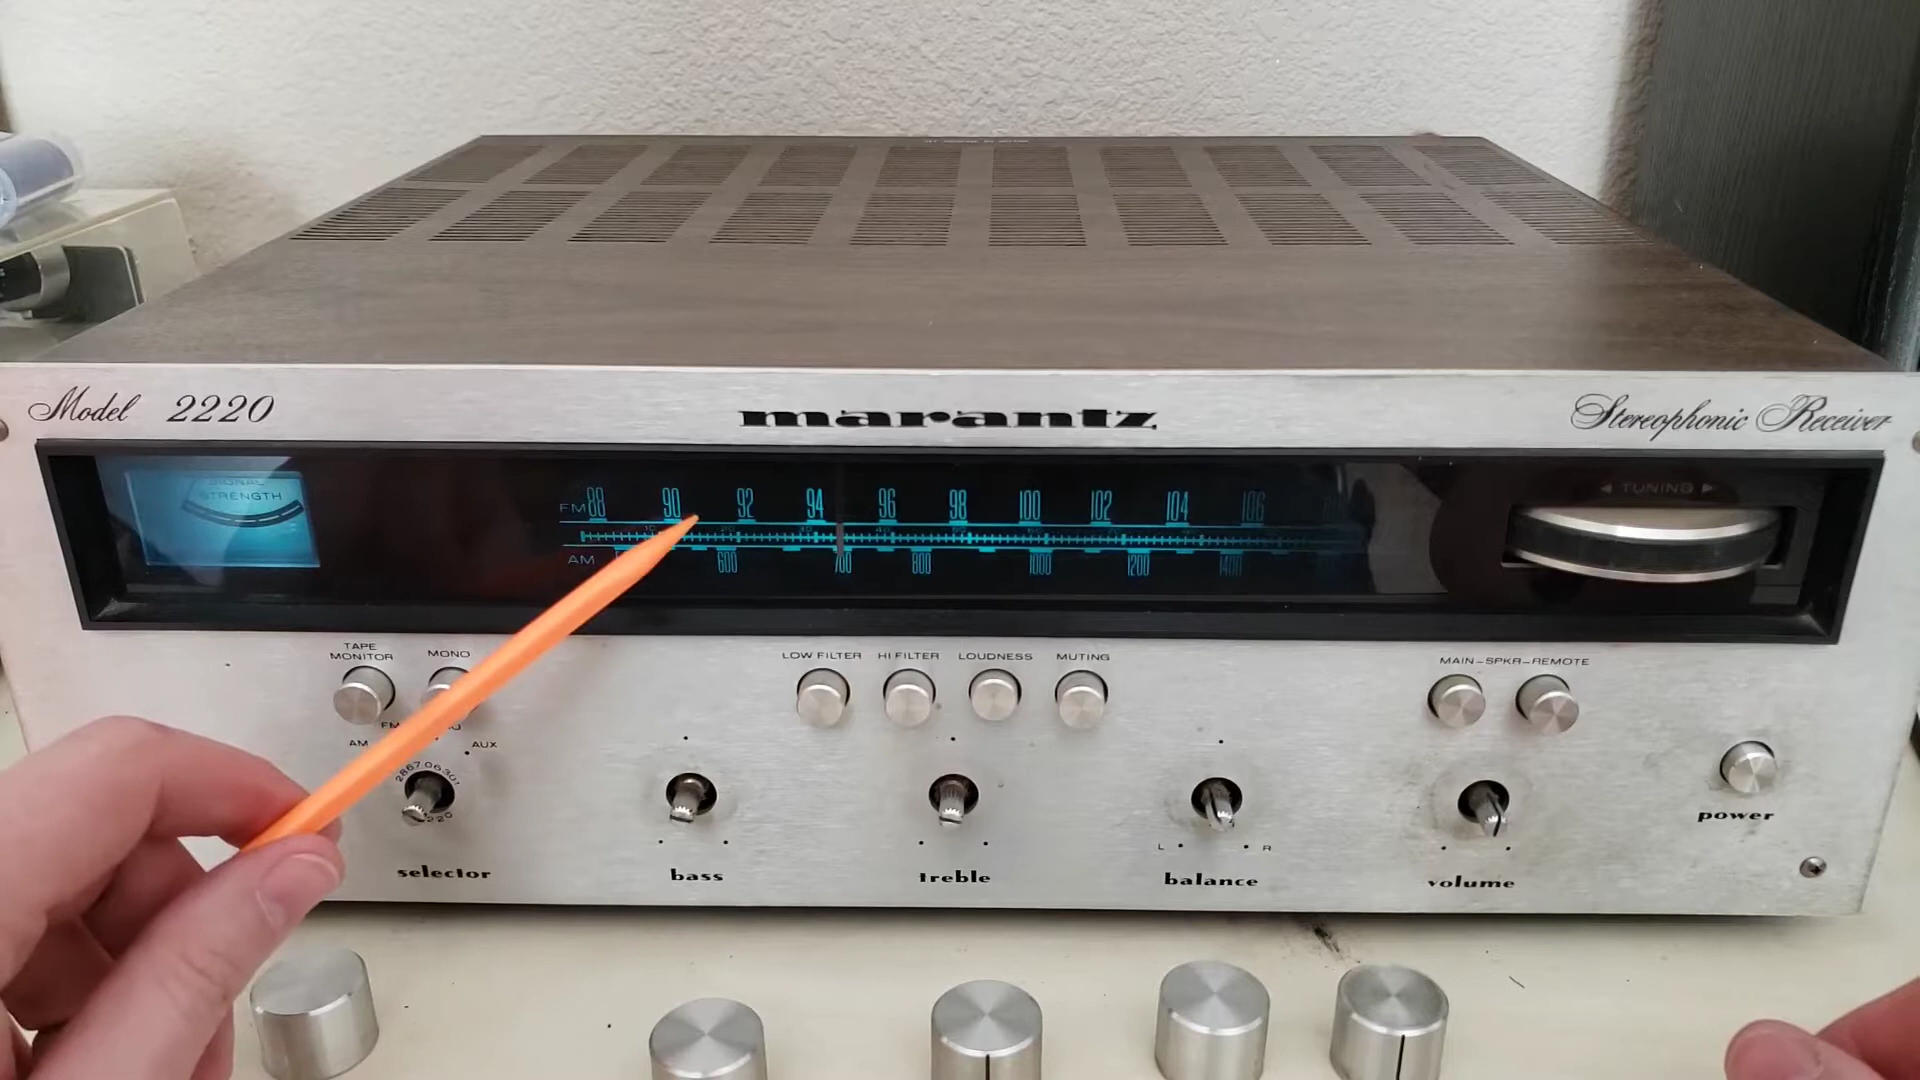 Model 2220
marantz
Stereophonic Receiver
SIGNAL
STRENGTH
FM 88 90 92 94 96 98 100 102 104 106
AM 600 700 800 1000 1200 1400
◄ TUNING ►
TAPE
MONITOR
MONO
LOW FILTER
HI FILTER
LOUDNESS
MUTING
MAIN-SPKR-REMOTE
AM
FM
AUX
L
R
selector
bass
treble
balance
volume
power